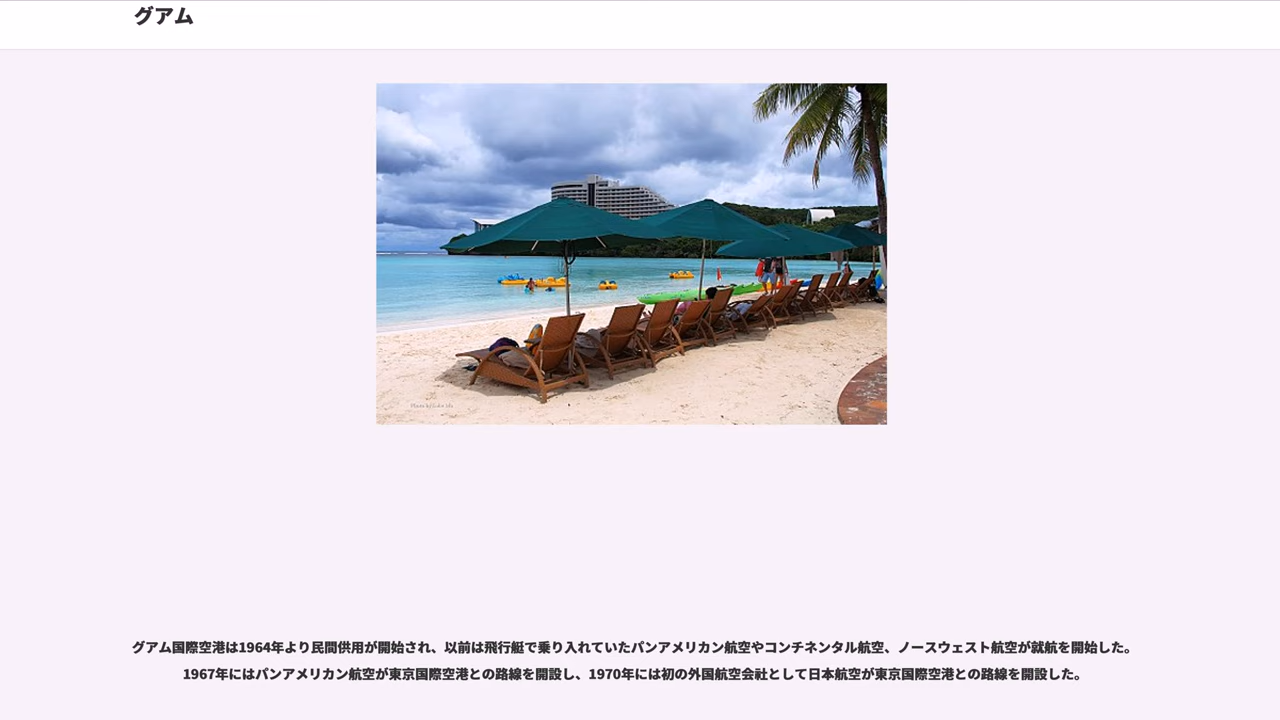 グアム
グアム国際空港は1964年より民間供用が開始され、以前は飛行艇で乗り入れていたパンアメリカン航空やコンチネンタル航空、ノースウェスト航空が就航を開始した。
1967年にはパンアメリカン航空が東京国際空港との路線を開設し、1970年には初の外国航空会社として日本航空が東京国際空港との路線を開設した。